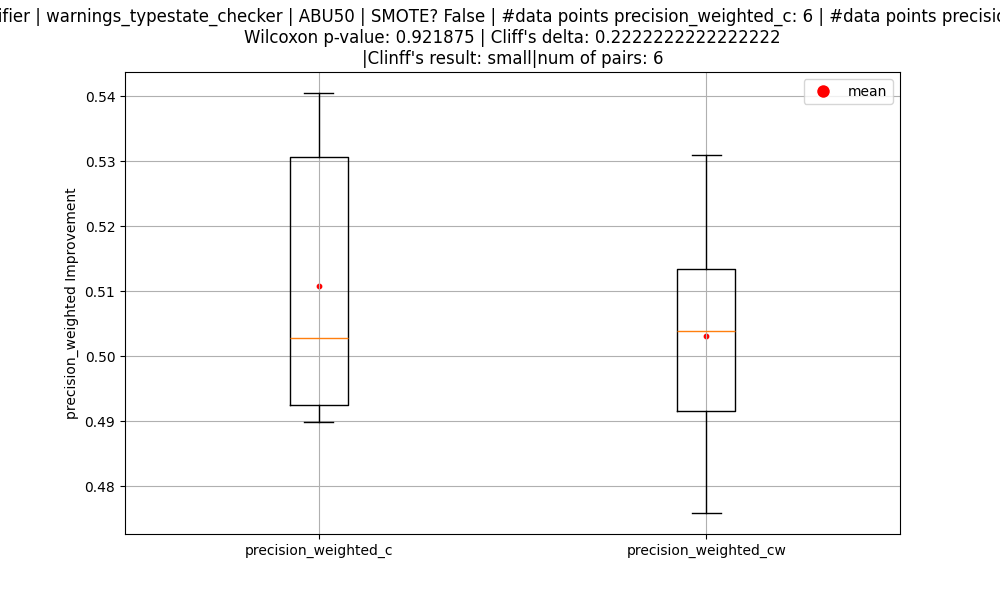 | warnings_typestate_checker | ABU50 | SMOTE? False | #data points precision_weighted_c: 6 | #data points
Wilcoxon p-value: 0.921875 | Cliff's delta: 0.2222222222222222
|Clinff's result: small|num of pairs: 6
mean
0.54
0.53
0.52
0.51
0.50
0.49
0.48
precision_weighted Improvement
precision_weighted_c
precision_weighted_cw